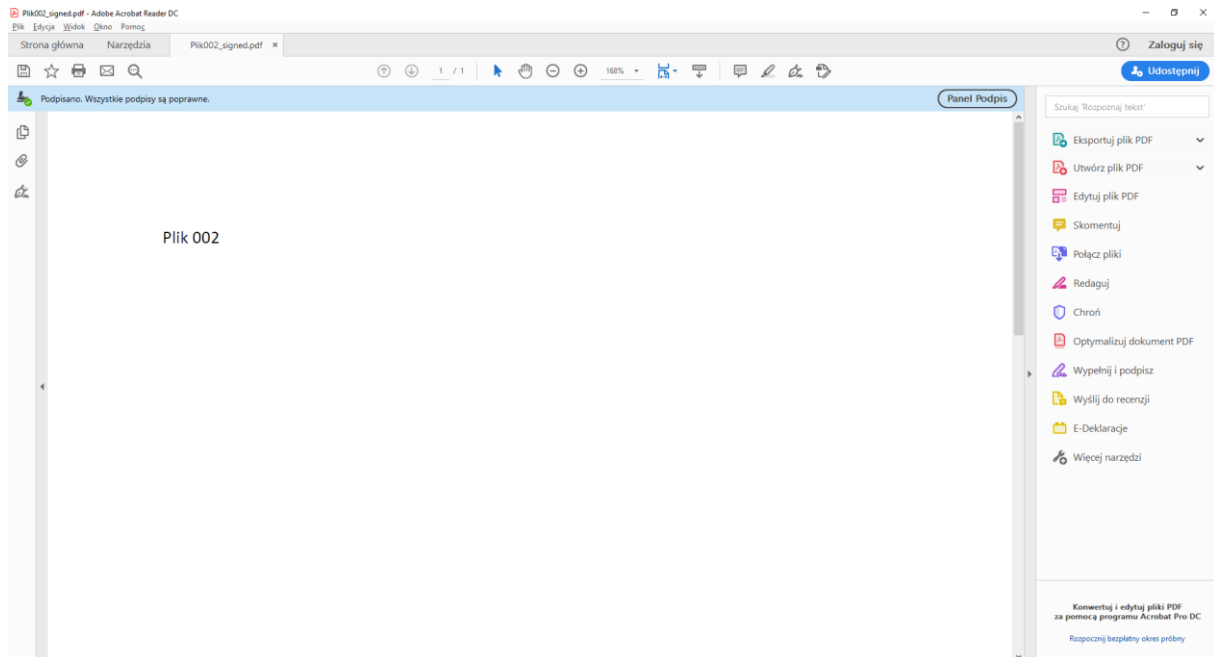 Plik002_signed.pdf - Adobe Acrobat Reader DC
Plik Edycja Widok Okno Pomoc
Strona główna Narzędzia Plik002_signed.pdf × Zaloguj się
1 / 1 168% Udostępnij
Podpisano. Wszystkie podpisy są poprawne. Panel Podpis
Plik 002
Szukaj 'Rozpoznaj tekst'
Eksportuj plik PDF
Utwórz plik PDF
Edytuj plik PDF
Skomentuj
Połącz pliki
Redaguj
Chroń
Optymalizuj dokument PDF
Wypełnij i podpisz
Wyślij do recenzji
E-Deklaracje
Więcej narzędzi
Konwertuj i edytuj pliki PDF
za pomocą programu Acrobat Pro DC
Rozpocznij bezpłatny okres próbny